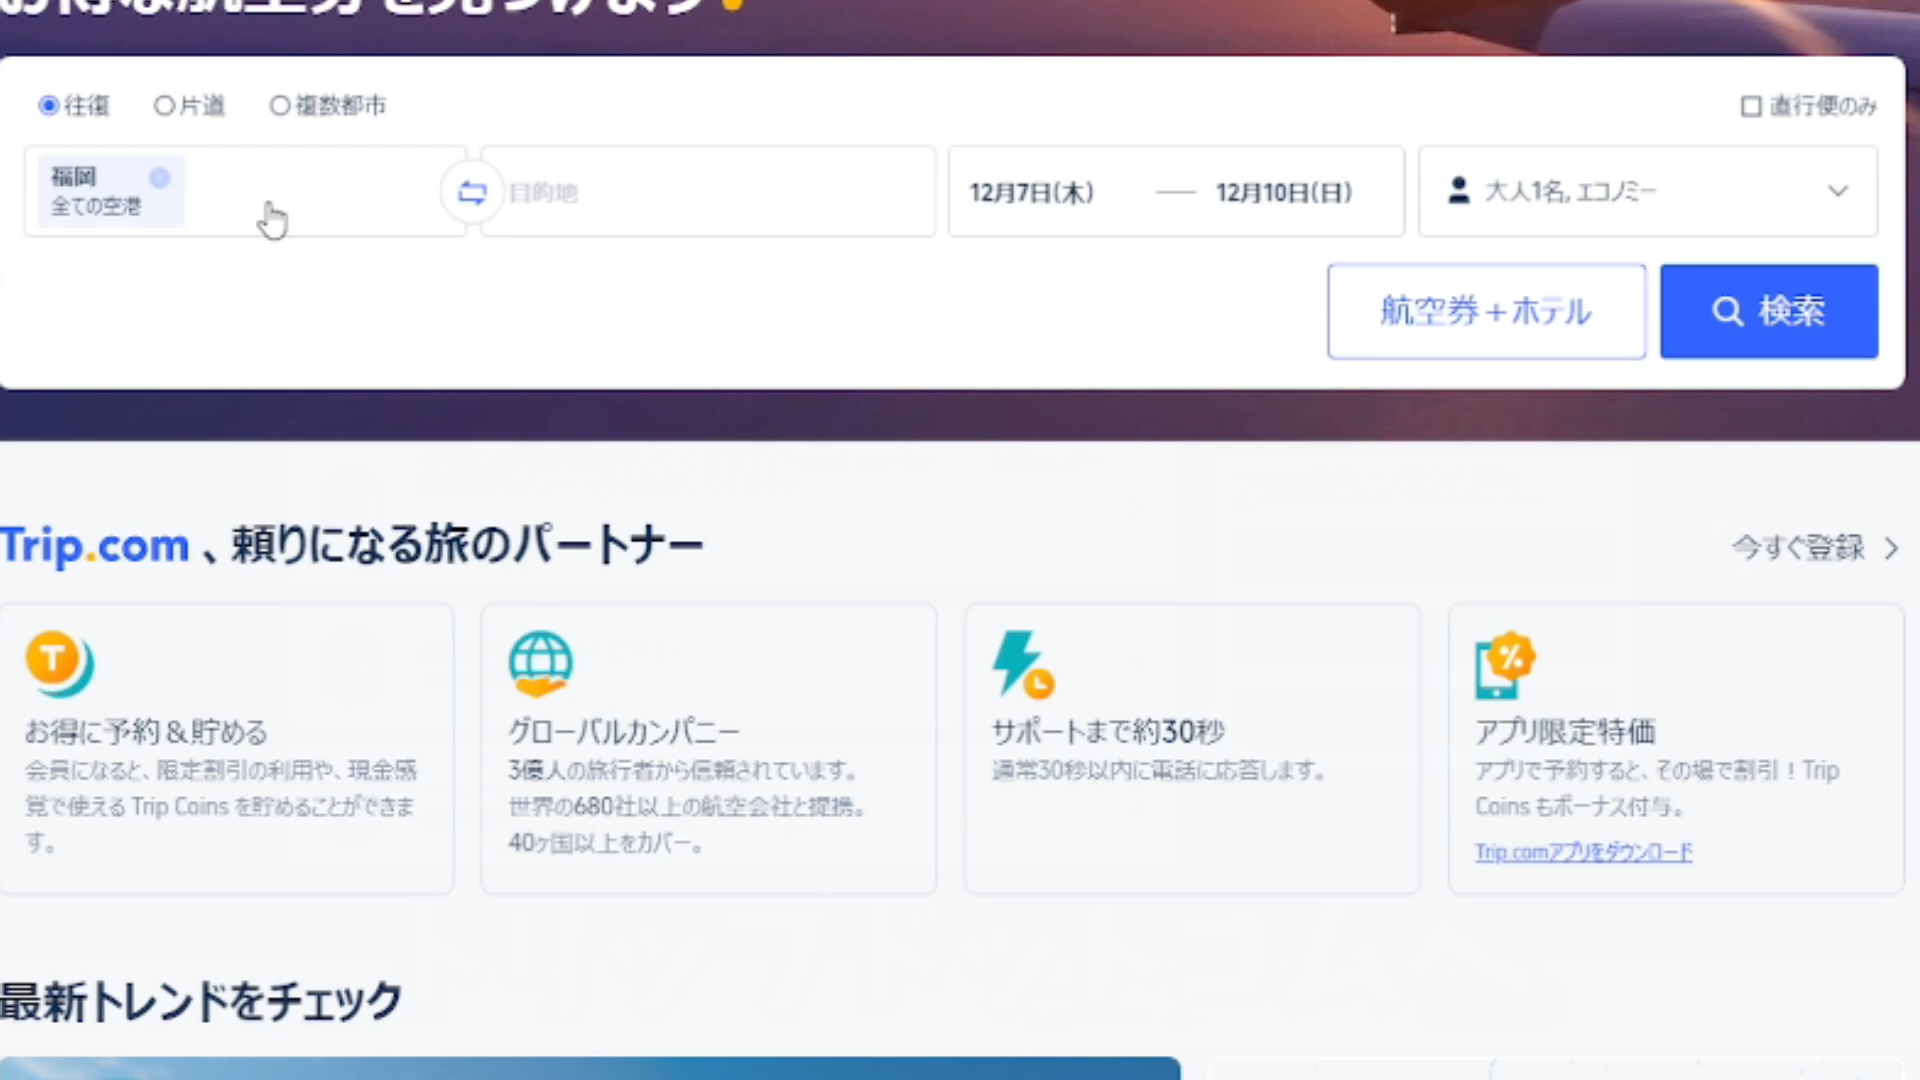 お得な航空券を見つけよう
往復 片道 複数都市 直行便のみ
福岡
全ての空港
目的地
12月7日(木) — 12月10日(日)
大人1名, エコノミー
航空券+ホテル
検索
Trip.com 、頼りになる旅のパートナー
今すぐ登録
お得に予約&貯める
会員になると、限定割引の利用や、現金感
覚で使える Trip Coins を貯めることができま
す。
グローバルカンパニー
3億人の旅行者から信頼されています。
世界の680社以上の航空会社と提携。
40ヶ国以上をカバー。
サポートまで約30秒
通常30秒以内に電話に応答します。
アプリ限定特価
アプリで予約すると、その場で割引!Trip
Coins もボーナス付与。
Trip.comアプリをダウンロード
最新トレンドをチェック